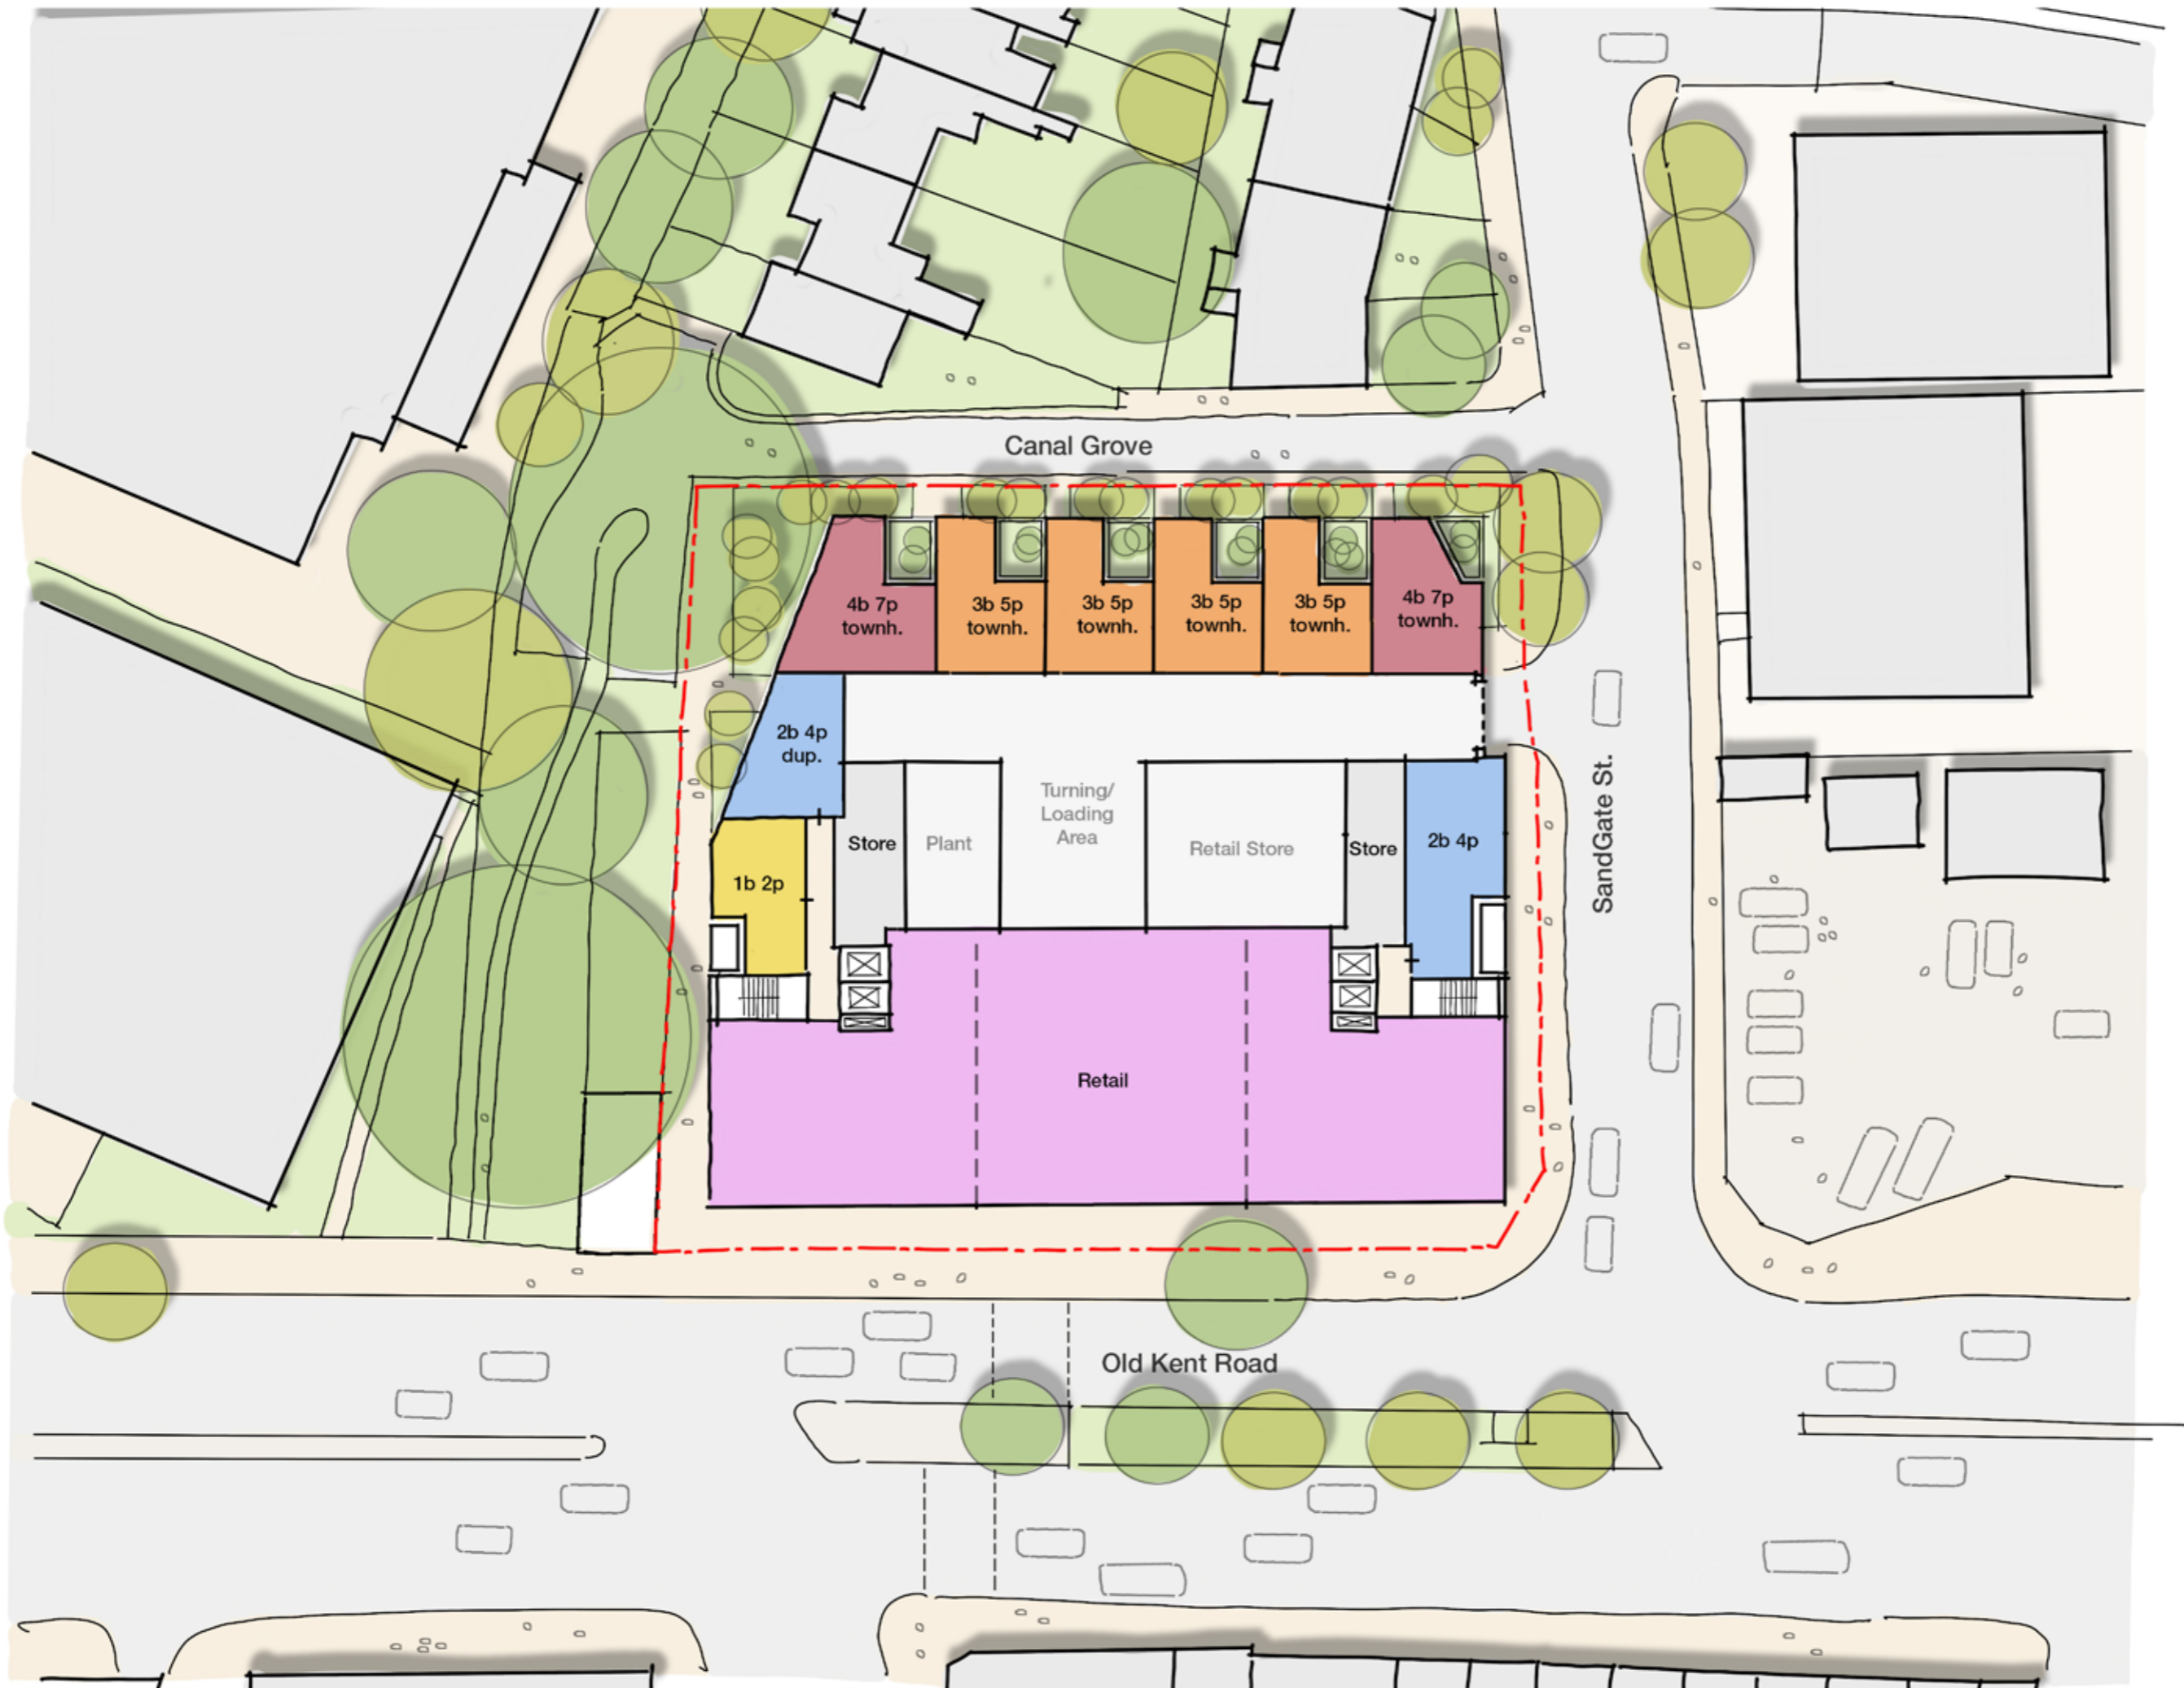 Canal Grove
4b 7p
townh.
3b 5p
townh.
3b 5p
townh.
3b 5p
townh.
3b 5p
townh.
4b 7p
townh.
2b 4p
dup.
Turning/
Loading
Area
Store
Plant
Retail Store
Store
2b 4p
SandGate St.
1b 2p
Retail
Old Kent Road